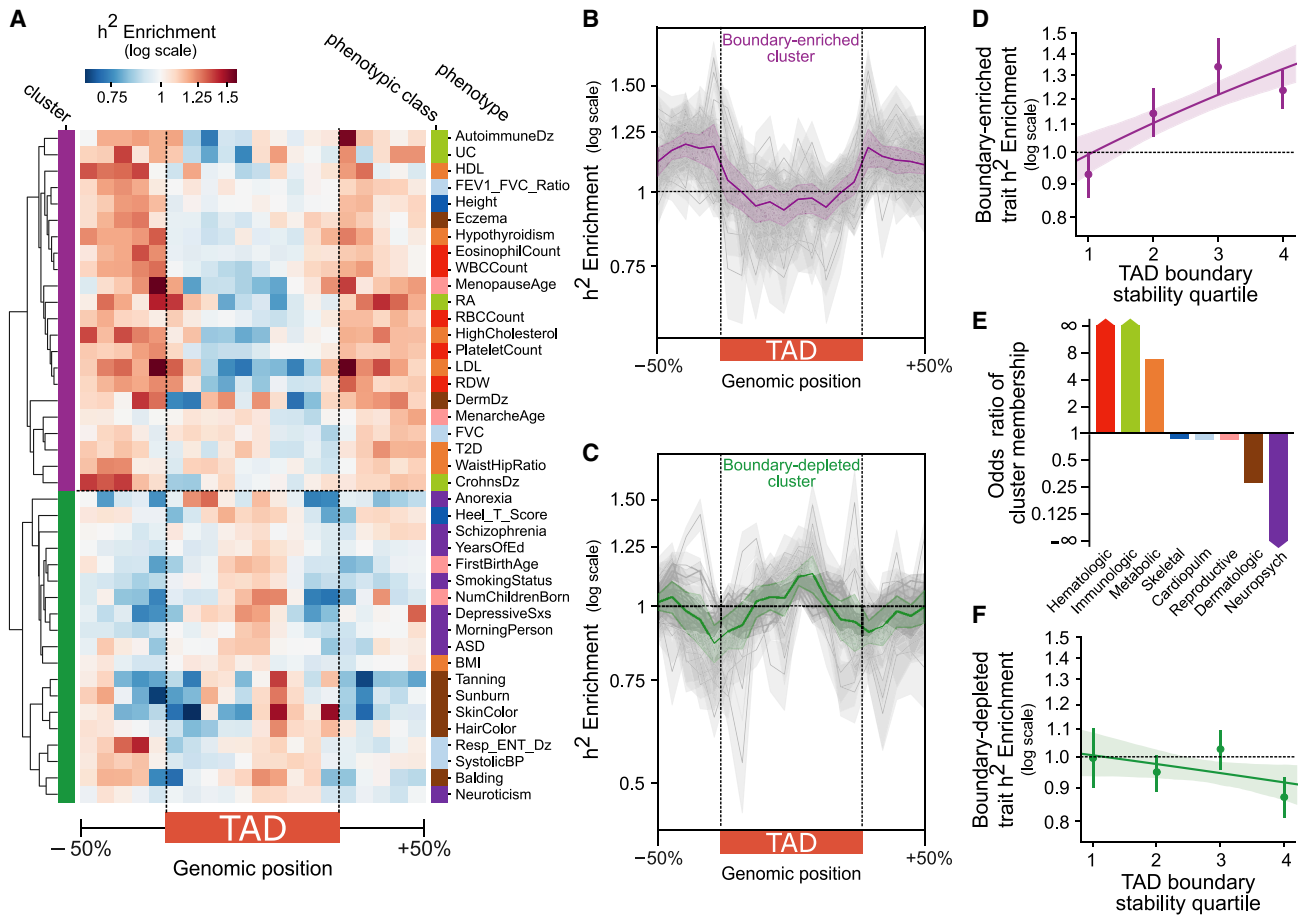 A
h² Enrichment
(log scale)
0.75
1
1.25
1.5
cluster
phenotypic class
phenotype
AutoimmuneDz
UC
HDL
FEV1_FVC_Ratio
Height
Eczema
Hypothyroidism
EosinophilCount
WBCCount
MenopauseAge
RA
RBCCount
HighCholesterol
PlateletCount
LDL
RDW
DermDz
MenarcheAge
FVC
T2D
WaistHipRatio
CrohnsDz
Anorexia
Heel_T_Score
Schizophrenia
YearsOfEd
FirstBirthAge
SmokingStatus
NumChildrenBorn
DepressiveSxs
MorningPerson
ASD
BMI
Tanning
Sunburn
SkinColor
HairColor
Resp_ENT_Dz
SystolicBP
Balding
Neuroticism
TAD
−50%
+50%
Genomic position
B
Boundary-enriched
cluster
h² Enrichment (log scale)
1.50
1.25
1
0.75
TAD
−50%
+50%
Genomic position
C
Boundary-depleted
cluster
h² Enrichment (log scale)
1.50
1.25
1
0.75
0.5
TAD
−50%
+50%
Genomic position
D
Boundary-enriched
trait h² Enrichment
(log scale)
1.5
1.3
1.2
1.1
1.0
0.9
0.8
1
2
3
4
TAD boundary
stability quartile
E
Odds ratio of
cluster membership
∞
8
4
2
1
0.5
0.25
0.125
−∞
Hematologic
Immunologic
Metabolic
Skeletal
Cardiopulm
Reproductive
Dermatologic
Neuropsych
F
Boundary-depleted
trait h² Enrichment
(log scale)
1.5
1.3
1.2
1.1
1.0
0.9
0.8
1
2
3
4
TAD boundary
stability quartile